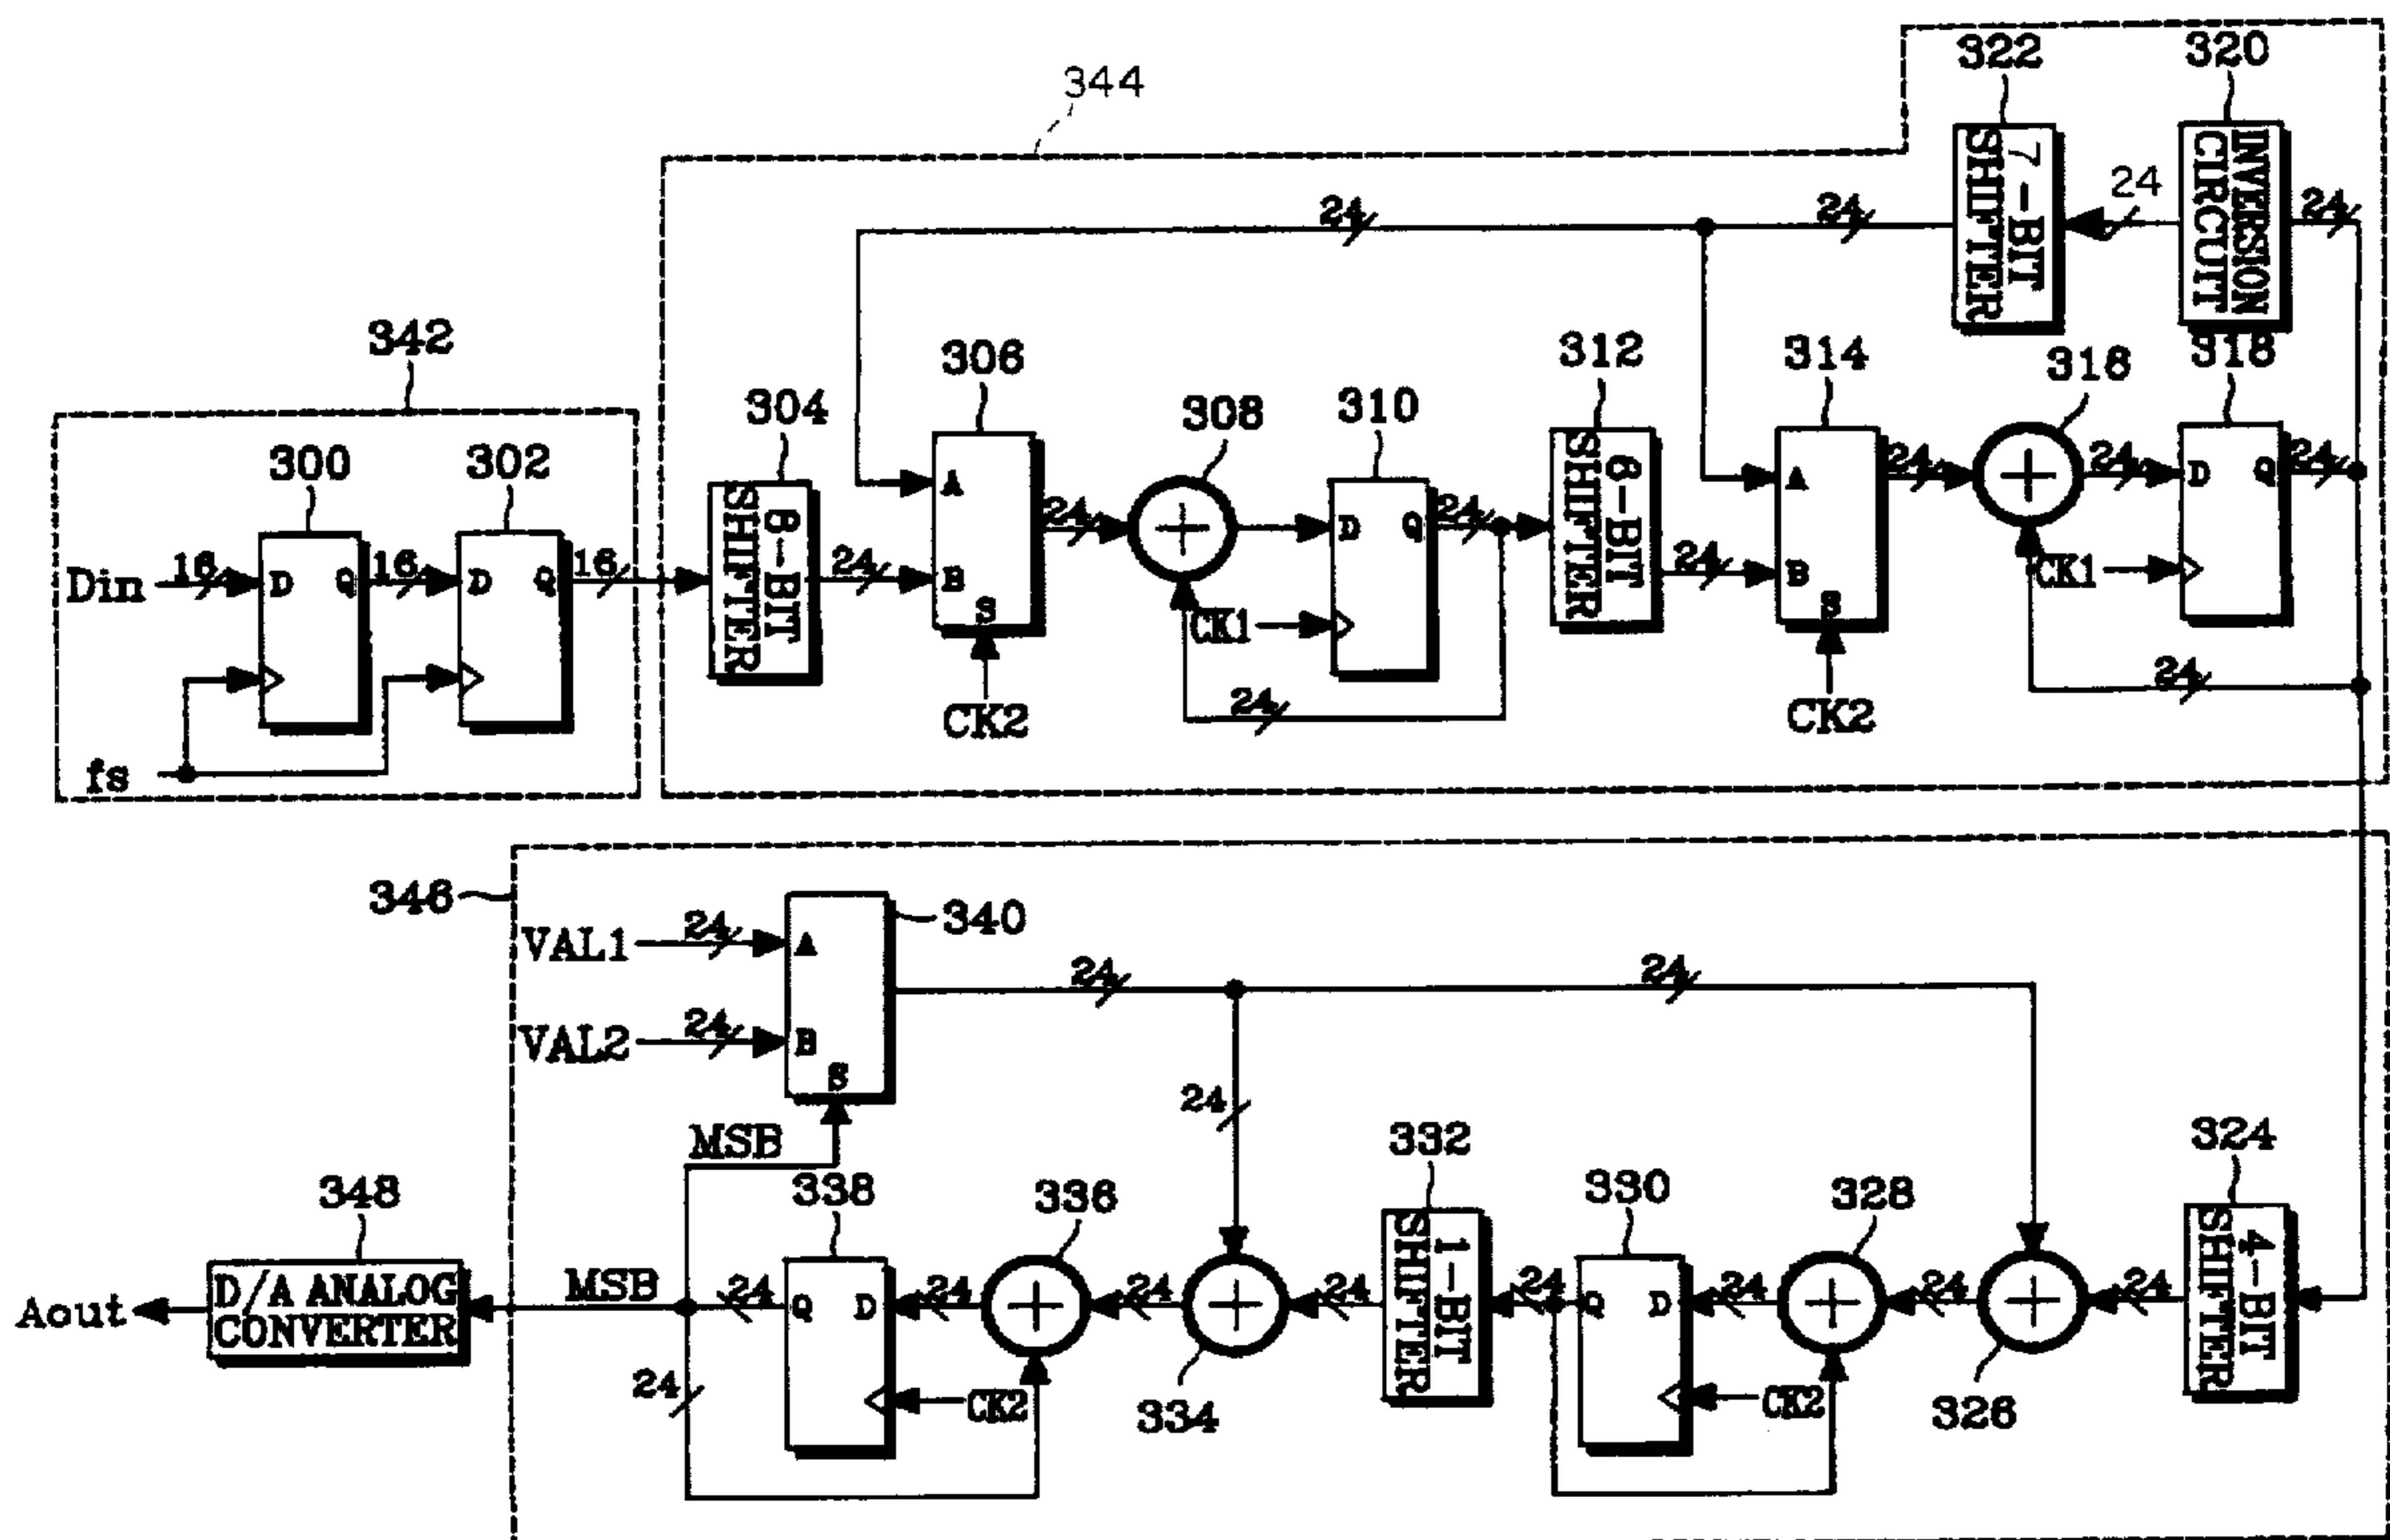 344
322
320
7-BIT
SHIFTER
24
INVERSION
CIRCUIT
24
24
24
342
304
306
308
310
312
314
316
318
300
302
Din
16
D
Q
16
D
Q
16
fs
8-BIT
SHIFTER
24
A
B
S
CK2
24
+
D
Q
CK1
24
24
6-BIT
SHIFTER
24
A
B
S
CK2
24
+
24
D
Q
CK1
24
24
346
VAL1
24
VAL2
24
A
B
S
340
24
24
24
MSB
348
338
336
334
332
330
328
326
324
Aout
D/A ANALOG
CONVERTER
MSB
24
24
Q
D
CK2
24
+
24
+
24
1-BIT
SHIFTER
24
Q
D
CK2
24
+
24
+
24
4-BIT
SHIFTER